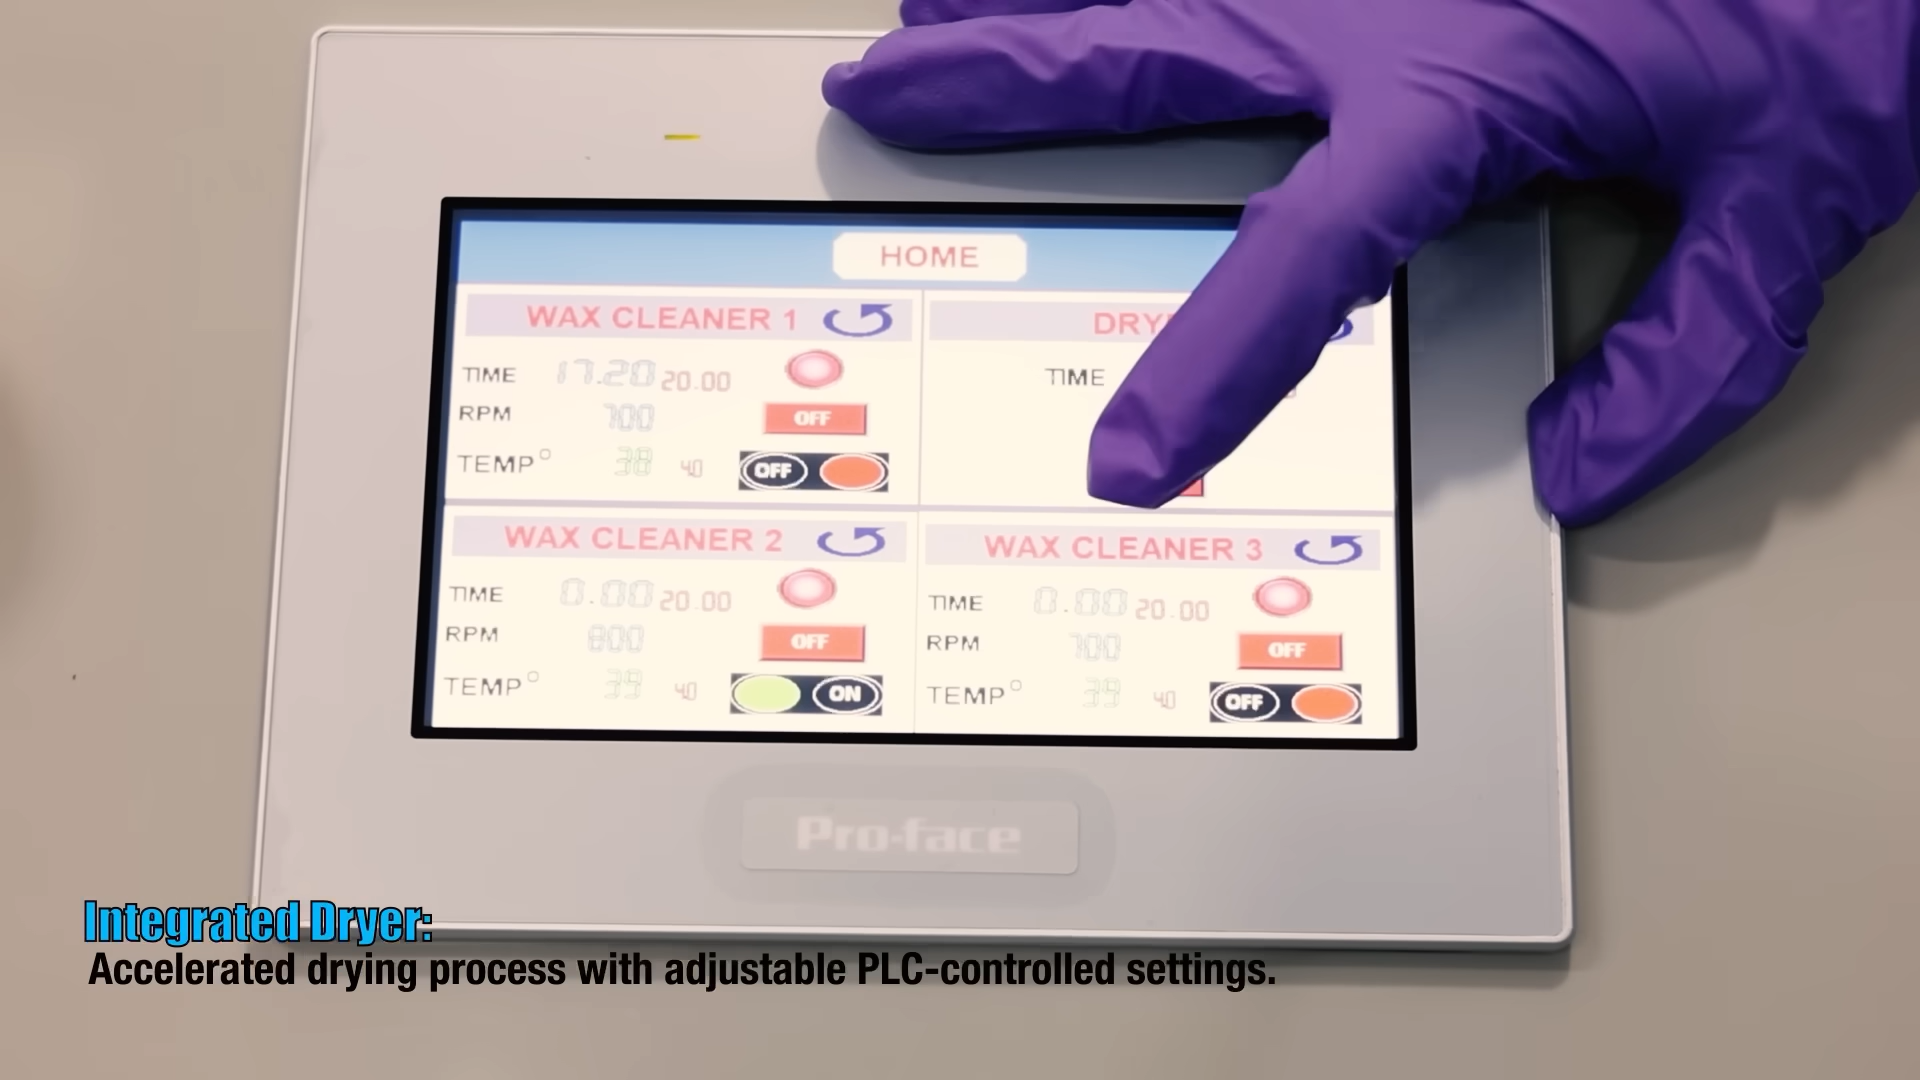 HOME
WAX CLEANER 1
TIME 17.20 20.00
RPM 700 OFF
TEMP° 38 40 OFF
TIME
WAX CLEANER 2
TIME 0.00 20.00
RPM 800 OFF
TEMP° 39 40 ON
WAX CLEANER 3
TIME 0.00 20.00
RPM 700 OFF
TEMP° 39 40 OFF
Pro-face
Integrated Dryer:
Accelerated drying process with adjustable PLC-controlled settings.